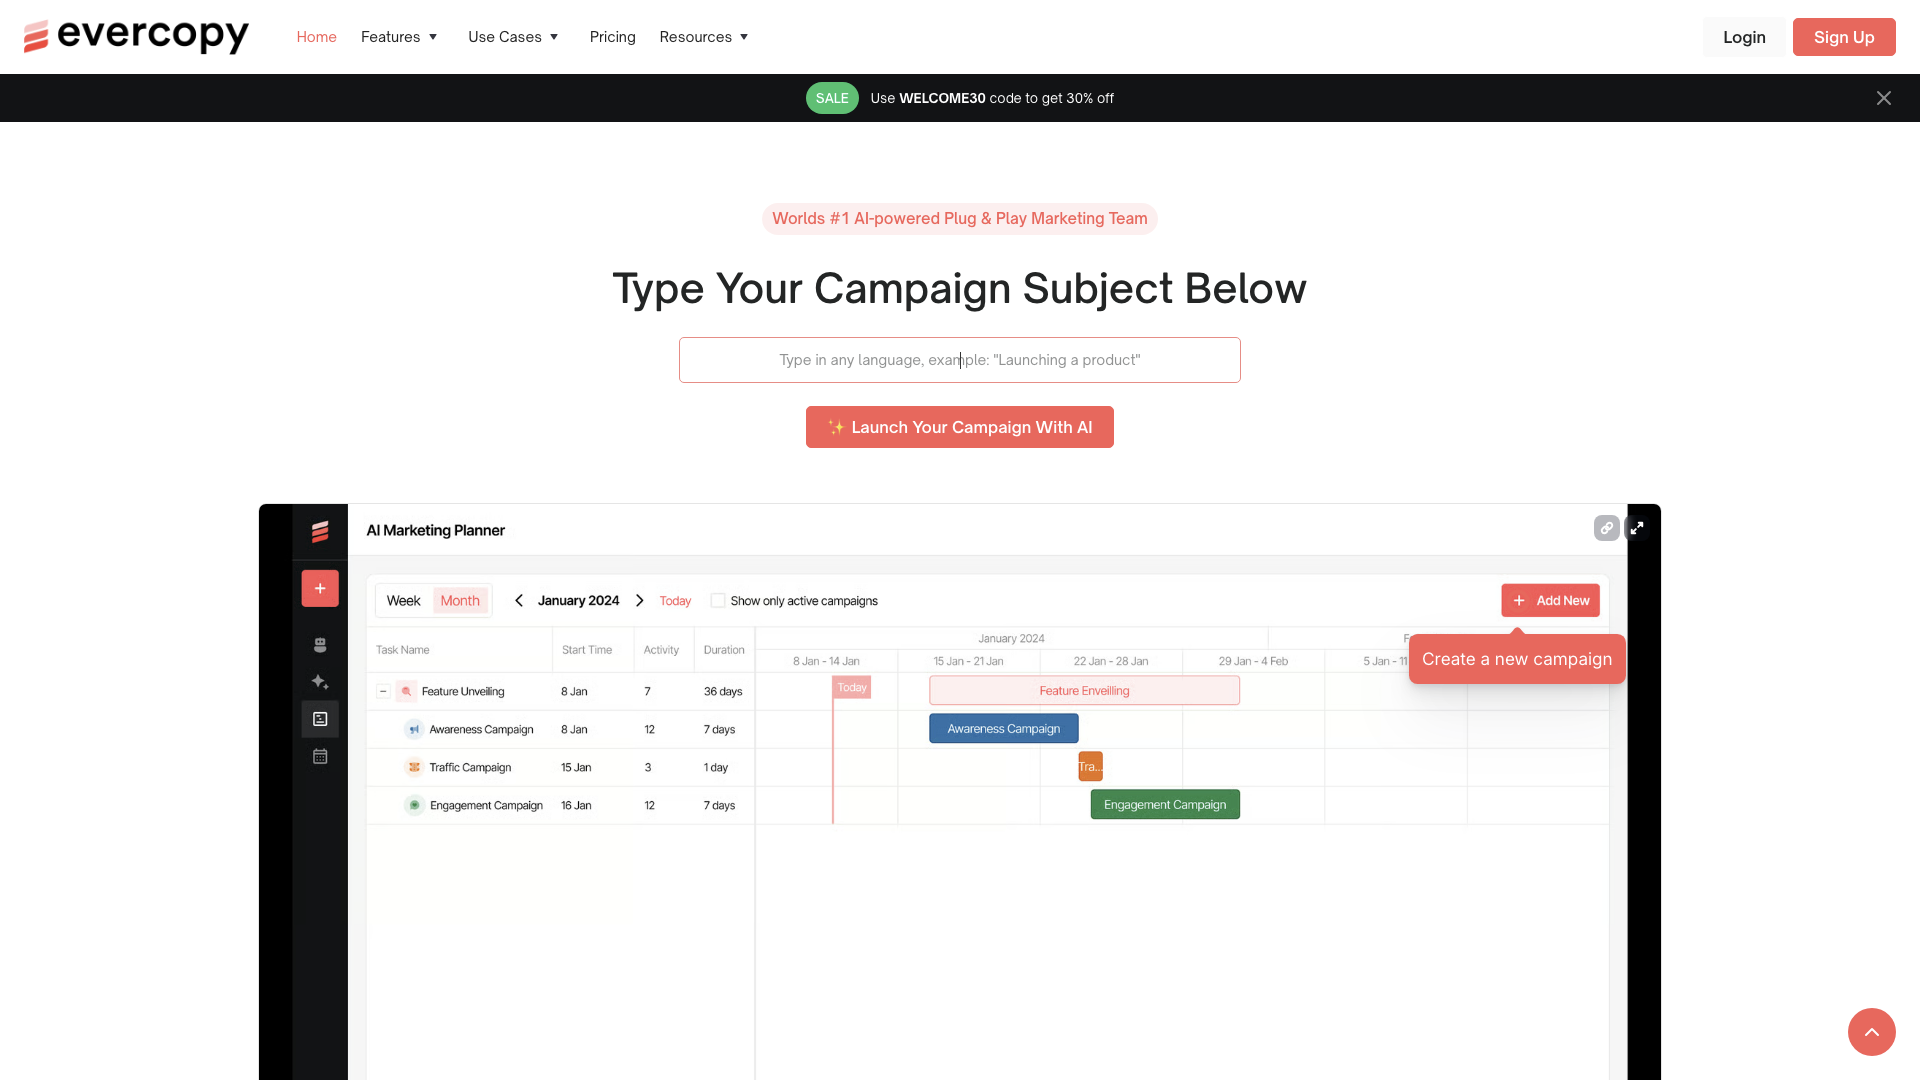 evercopy
Home
Features
Use Cases
Pricing
Resources
Login
Sign Up
SALE
Use WELCOME30 code to get 30% off
Worlds #1 AI-powered Plug & Play Marketing Team
Type Your Campaign Subject Below
Type in any language, example: "Launching a product"
✨ Launch Your Campaign With AI
AI Marketing Planner
Week
Month
January 2024
Today
Show only active campaigns
+ Add New
Create a new campaign
Task Name
Start Time
Activity
Duration
January 2024
8 Jan - 14 Jan
15 Jan - 21 Jan
22 Jan - 28 Jan
29 Jan - 4 Feb
5 Jan - 11
Today
Feature Unveiling
8 Jan
7
36 days
Feature Enveilling
Awareness Campaign
8 Jan
12
7 days
Awareness Campaign
Traffic Campaign
15 Jan
3
1 day
Tra...
Engagement Campaign
16 Jan
12
7 days
Engagement Campaign